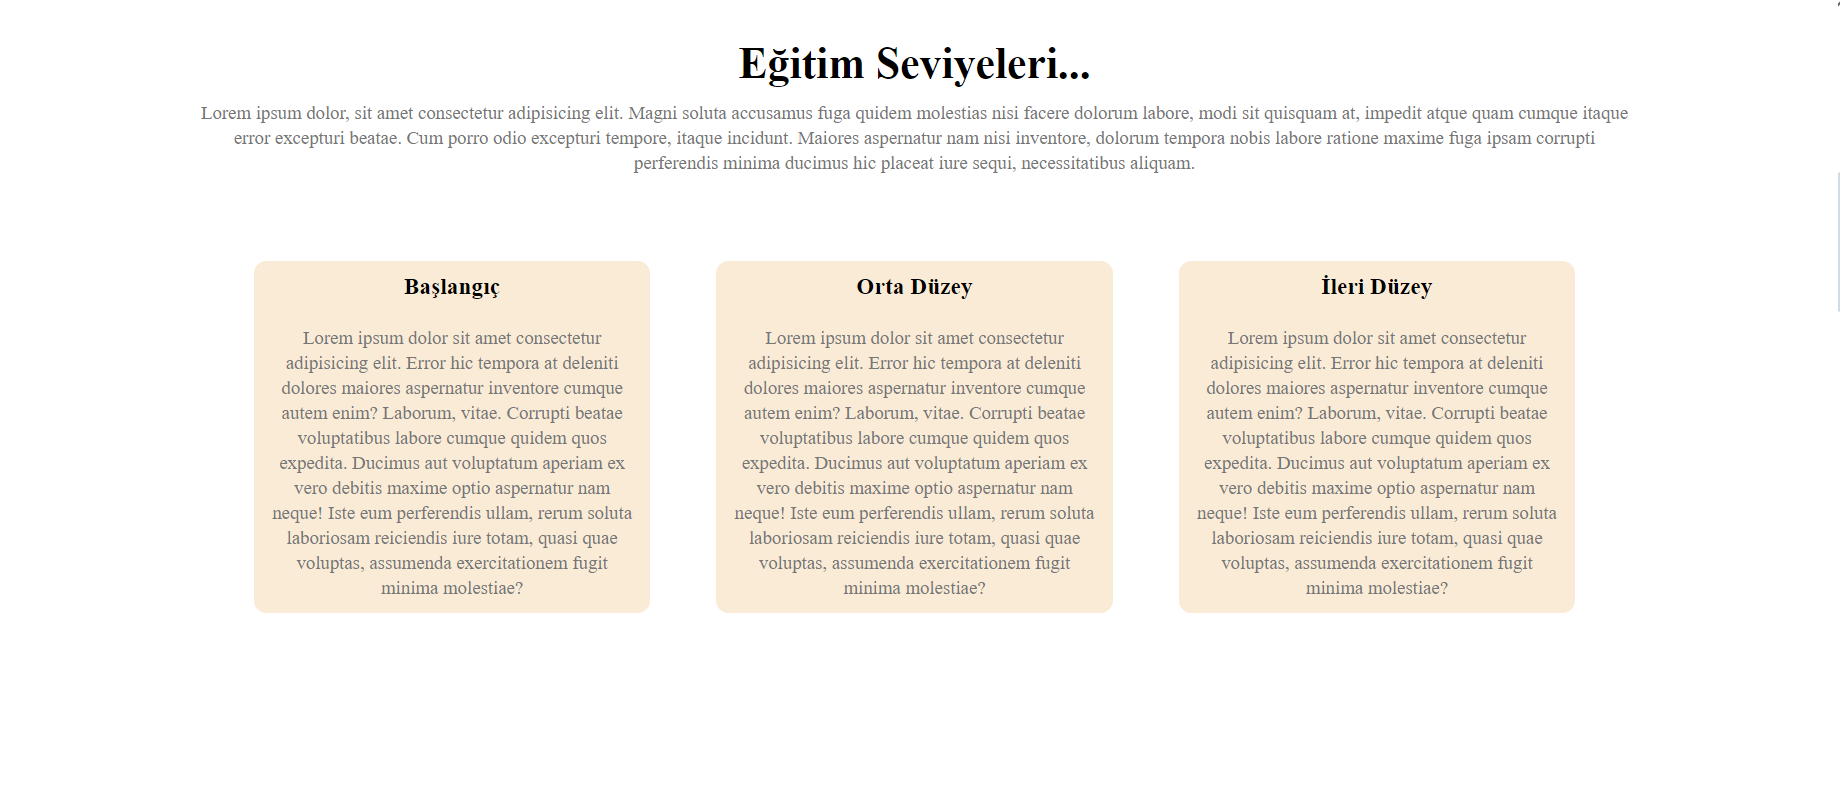 Eğitim Seviyeleri...
Lorem ipsum dolor, sit amet consectetur adipisicing elit. Magni soluta accusamus fuga quidem molestias nisi facere dolorum labore, modi sit quisquam at, impedit atque quam cumque itaque
error excepturi beatae. Cum porro odio excepturi tempore, itaque incidunt. Maiores aspernatur nam nisi inventore, dolorum tempora nobis labore ratione maxime fuga ipsam corrupti
perferendis minima ducimus hic placeat iure sequi, necessitatibus aliquam.
Başlangıç
Lorem ipsum dolor sit amet consectetur
adipisicing elit. Error hic tempora at deleniti
dolores maiores aspernatur inventore cumque
autem enim? Laborum, vitae. Corrupti beatae
voluptatibus labore cumque quidem quos
expedita. Ducimus aut voluptatum aperiam ex
vero debitis maxime optio aspernatur nam
neque! Iste eum perferendis ullam, rerum soluta
laboriosam reiciendis iure totam, quasi quae
voluptas, assumenda exercitationem fugit
minima molestiae?
Orta Düzey
Lorem ipsum dolor sit amet consectetur
adipisicing elit. Error hic tempora at deleniti
dolores maiores aspernatur inventore cumque
autem enim? Laborum, vitae. Corrupti beatae
voluptatibus labore cumque quidem quos
expedita. Ducimus aut voluptatum aperiam ex
vero debitis maxime optio aspernatur nam
neque! Iste eum perferendis ullam, rerum soluta
laboriosam reiciendis iure totam, quasi quae
voluptas, assumenda exercitationem fugit
minima molestiae?
İleri Düzey
Lorem ipsum dolor sit amet consectetur
adipisicing elit. Error hic tempora at deleniti
dolores maiores aspernatur inventore cumque
autem enim? Laborum, vitae. Corrupti beatae
voluptatibus labore cumque quidem quos
expedita. Ducimus aut voluptatum aperiam ex
vero debitis maxime optio aspernatur nam
neque! Iste eum perferendis ullam, rerum soluta
laboriosam reiciendis iure totam, quasi quae
voluptas, assumenda exercitationem fugit
minima molestiae?